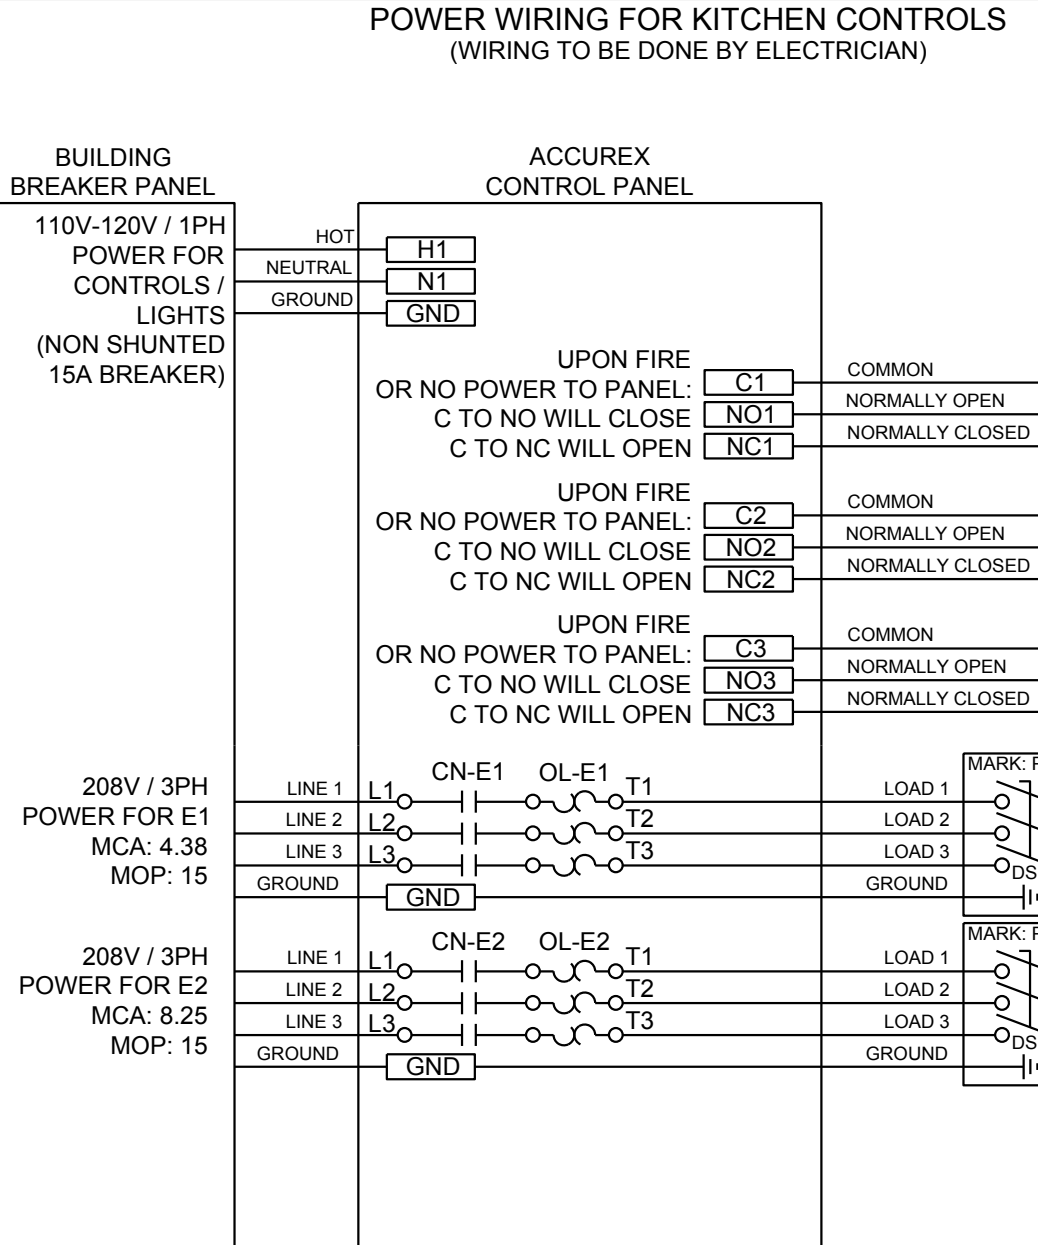 POWER WIRING FOR KITCHEN CONTROLS
(WIRING TO BE DONE BY ELECTRICIAN)
BUILDING
BREAKER PANEL
ACCUREX
CONTROL PANEL
110V-120V / 1PH
POWER FOR
CONTROLS /
LIGHTS
(NON SHUNTED
15A BREAKER)
HOT
H1
NEUTRAL
N1
GROUND
GND
UPON FIRE
OR NO POWER TO PANEL:
C TO NO WILL CLOSE
C TO NC WILL OPEN
C1
NO1
NC1
COMMON
NORMALLY OPEN
NORMALLY CLOSED
UPON FIRE
OR NO POWER TO PANEL:
C TO NO WILL CLOSE
C TO NC WILL OPEN
C2
NO2
NC2
COMMON
NORMALLY OPEN
NORMALLY CLOSED
UPON FIRE
OR NO POWER TO PANEL:
C TO NO WILL CLOSE
C TO NC WILL OPEN
C3
NO3
NC3
COMMON
NORMALLY OPEN
NORMALLY CLOSED
208V / 3PH
POWER FOR E1
MCA: 4.38
MOP: 15
LINE 1
LINE 2
LINE 3
GROUND
L1
L2
L3
GND
CN-E1
OL-E1
T1
T2
T3
LOAD 1
LOAD 2
LOAD 3
GROUND
MARK:
DS
208V / 3PH
POWER FOR E2
MCA: 8.25
MOP: 15
LINE 1
LINE 2
LINE 3
GROUND
L1
L2
L3
GND
CN-E2
OL-E2
T1
T2
T3
LOAD 1
LOAD 2
LOAD 3
GROUND
MARK:
DS